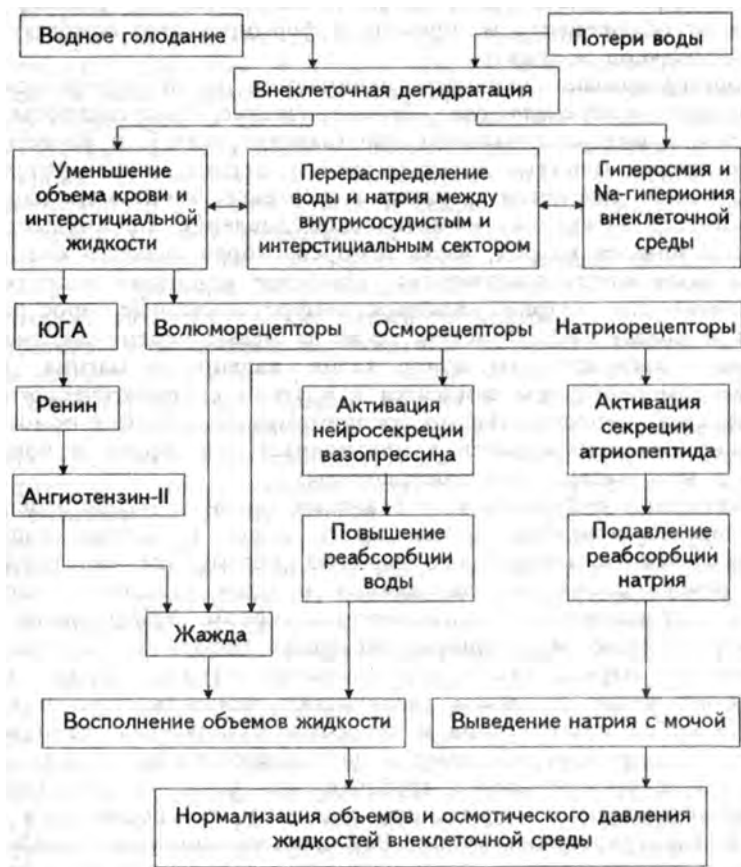 Водное голодание
Потери воды
Внеклеточная дегидратация
Уменьшение
объема крови и
интерстициальной
жидкости
Перераспределение
воды и натрия между
внутрисосудистым и
интерстициальным сектором
Гиперосмия и
Na-гипериония
внеклеточной
среды
ЮГА
Волюморецепторы
Осморецепторы
Натриорецепторы
Ренин
Ангиотензин-II
Активация
нейросекреции
вазопрессина
Активация
секреции
атриопептида
Повышение
реабсорбции
воды
Подавление
реабсорбции
натрия
Жажда
Восполнение объемов жидкости
Выведение натрия с мочой
Нормализация объемов и осмотического давления
жидкостей внеклеточной среды